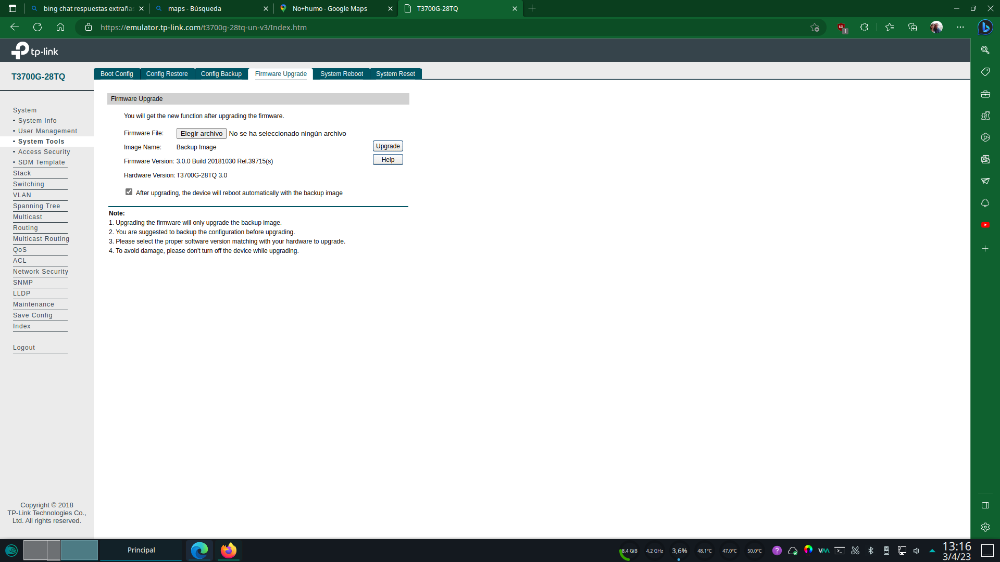 bing chat respuestas extrañas
maps - Búsqueda
No+humo - Google Maps
T3700G-28TQ
https://emulator.tp-link.com/t3700g-28tq-un-v3/Index.htm
1
tp-link
T3700G-28TQ
Boot Config
Config Restore
Config Backup
Firmware Upgrade
System Reboot
System Reset
System
• System Info
• User Management
• System Tools
• Access Security
• SDM Template
Stack
Switching
VLAN
Spanning Tree
Multicast
Routing
Multicast Routing
QoS
ACL
Network Security
SNMP
LLDP
Maintenance
Save Config
Index
Logout
Copyright © 2018
TP-Link Technologies Co.,
Ltd. All rights reserved.
Firmware Upgrade
You will get the new function after upgrading the firmware.
Firmware File: Elegir archivo No se ha seleccionado ningún archivo
Image Name: Backup Image
Upgrade
Firmware Version: 3.0.0 Build 20181030 Rel.39715(s)
Help
Hardware Version: T3700G-28TQ 3.0
After upgrading, the device will reboot automatically with the backup image
Note:
1. Upgrading the firmware will only upgrade the backup image.
2. You are suggested to backup the configuration before upgrading.
3. Please select the proper software version matching with your hardware to upgrade.
4. To avoid damage, please don't turn off the device while upgrading.
Principal
8,4 GiB
4,2 GHz
3,6%
48,1°C
47,0°C
50,0°C
13:16
3/4/23